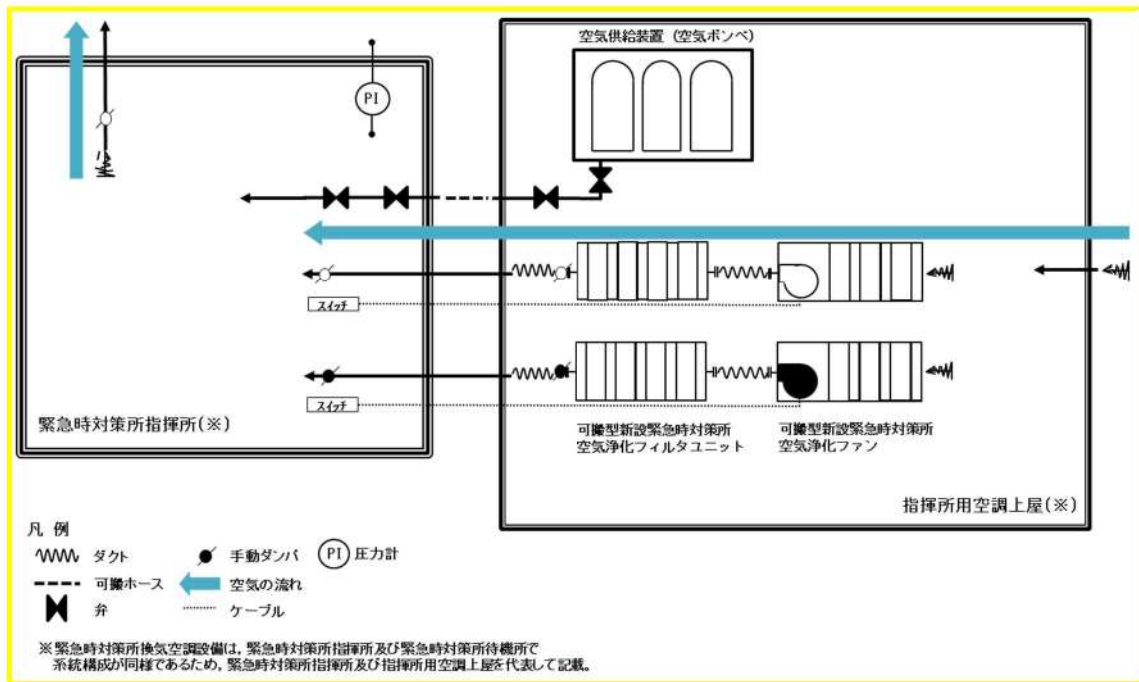 空気供給装置 (空気ボンベ)
PI
スイッチ
スイッチ
緊急時対策所指揮所(※)
可搬型新設緊急時対策所
空気浄化フィルタユニット
可搬型新設緊急時対策所
空気浄化ファン
指揮所用空調上屋(※)
凡 例
ダクト
手動ダンパ
PI 圧力計
可搬ホース
空気の流れ
弁
ケーブル
※緊急時対策所換気空調設備は，緊急時対策所指揮所及び緊急時対策所待機所で
系統構成が同様であるため，緊急時対策所指揮所及び指揮所用空調上屋を代表して記載。